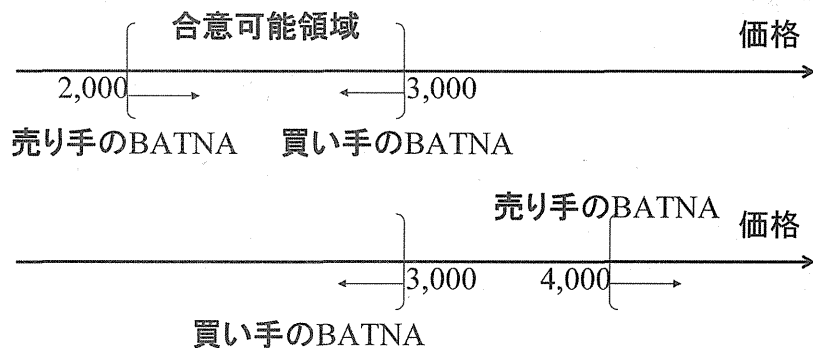 合意可能領域
価格
2,000
3,000
売り手のBATNA 買い手のBATNA
売り手のBATNA
価格
3,000 4,000
買い手のBATNA